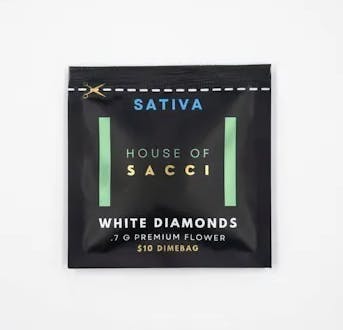 SATIVA
HOUSE OF
SACCI
WHITE DIAMONDS
.7 G PREMIUM FLOWER
$10 DIMEBAG